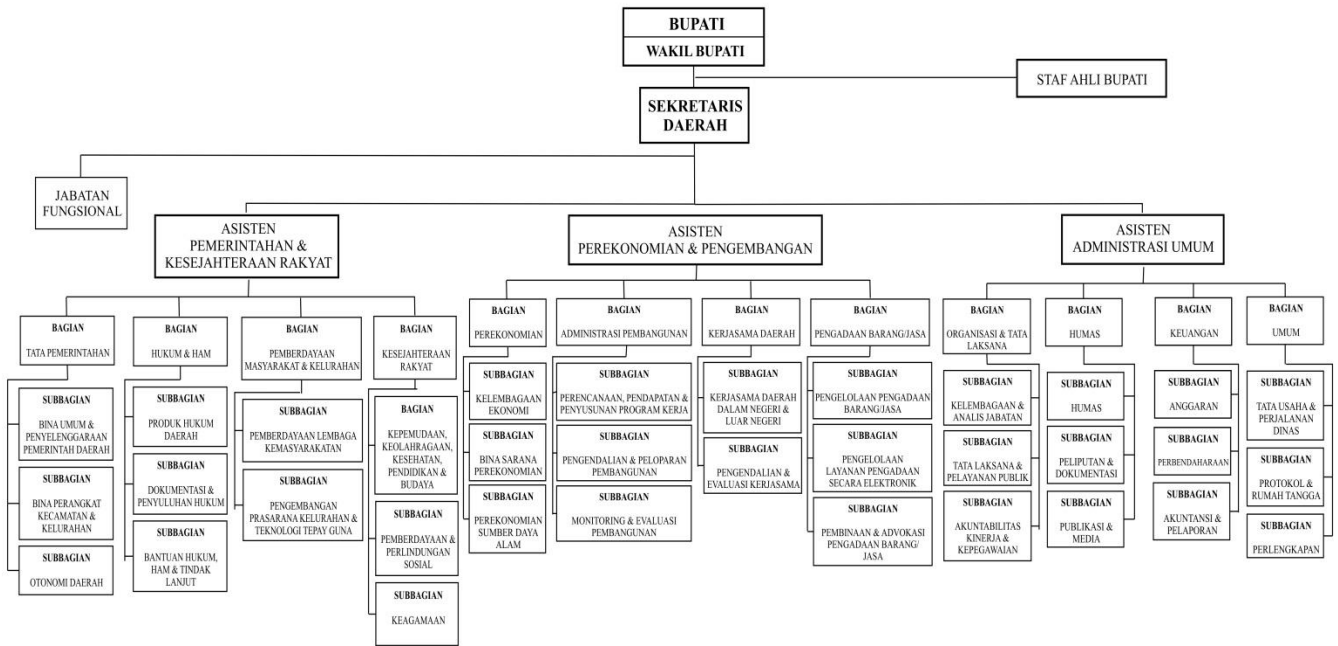 BUPATI
WAKIL BUPATI
STAF AHLI BUPATI
SEKRETARIS
DAERAH
JABATAN
FUNGSIONAL
ASISTEN
PEMERINTAHAN &
KESEJAHTERAAN RAKYAT
ASISTEN
PEREKONOMIAN & PENGEMBANGAN
ASISTEN
ADMINISTRASI UMUM
BAGIAN
TATA PEMERINTAHAN
SUBBAGIAN
BINA UMUM &
PENYELENGGARAAN
PEMERINTAH DAERAH
SUBBAGIAN
BINA PERANGKAT
KECAMATAN &
KELURAHAN
SUBBAGIAN
OTONOMI DAERAH
BAGIAN
HUKUM & HAM
SUBBAGIAN
PRODUK HUKUM
DAERAH
SUBBAGIAN
DOKUMENTASI &
PENYULUHAN HUKUM
SUBBAGIAN
BANTUAN HUKUM,
HAM & TINDAK
LANJUT
BAGIAN
PEMBERDAYAAN
MASYARAKAT & KELURAHAN
SUBBAGIAN
PEMBERDAYAAN LEMBAGA
KEMASYARAKATAN
SUBBAGIAN
PENGEMBANGAN
PRASARANA KELURAHAN &
TEKNOLOGI TEPAY GUNA
BAGIAN
KESEJAHTERAAN
RAKYAT
BAGIAN
KEPEMUDAAN,
KEOLAHRAGAAN,
KESEHATAN,
PENDIDIKAN &
BUDAYA
SUBBAGIAN
PEMBERDAYAAN &
PERLINDUNGAN
SOSIAL
SUBBAGIAN
KEAGAMAAN
BAGIAN
PEREKONOMIAN
SUBBAGIAN
KELEMBAGAAN
EKONOMI
SUBBAGIAN
BINA SARANA
PEREKONOMIAN
SUBBAGIAN
PEREKONOMIAN
SUMBER DAYA
ALAM
BAGIAN
ADMINISTRASI PEMBANGUNAN
SUBBAGIAN
PERENCANAAN, PENDAPATAN &
PENYUSUNAN PROGRAM KERJA
SUBBAGIAN
PENGENDALIAN & PELOPARAN
PEMBANGUNAN
SUBBAGIAN
MONITORING & EVALUASI
PEMBANGUNAN
BAGIAN
KERJASAMA DAERAH
SUBBAGIAN
KERJASAMA DAERAH
DALAM NEGERI &
LUAR NEGERI
SUBBAGIAN
PENGENDALIAN &
EVALUASI KERJASAMA
BAGIAN
PENGADAAN BARANG/JASA
SUBBAGIAN
PENGELOLAAN PENGADAAN
BARANG/JASA
SUBBAGIAN
PENGELOLAAN
LAYANAN PENGADAAN
SECARA ELEKTRONIK
SUBBAGIAN
PEMBINAAN & ADVOKASI
PENGADAAN BARANG/
JASA
BAGIAN
ORGANISASI & TATA
LAKSANA
SUBBAGIAN
KELEMBAGAAN &
ANALIS JABATAN
SUBBAGIAN
TATA LAKSANA &
PELAYANAN PUBLIK
SUBBAGIAN
AKUNTABILITAS
KINERJA &
KEPEGAWAIAN
BAGIAN
HUMAS
SUBBAGIAN
HUMAS
SUBBAGIAN
PELIPUTAN &
DOKUMENTASI
SUBBAGIAN
PUBLIKASI &
MEDIA
BAGIAN
KEUANGAN
SUBBAGIAN
ANGGARAN
SUBBAGIAN
PERBENDAHARAAN
SUBBAGIAN
AKUNTANSI &
PELAPORAN
BAGIAN
UMUM
SUBBAGIAN
TATA USAHA &
PERJALANAN
DINAS
SUBBAGIAN
PROTOKOL &
RUMAH TANGGA
SUBBAGIAN
PERLENGKAPAN